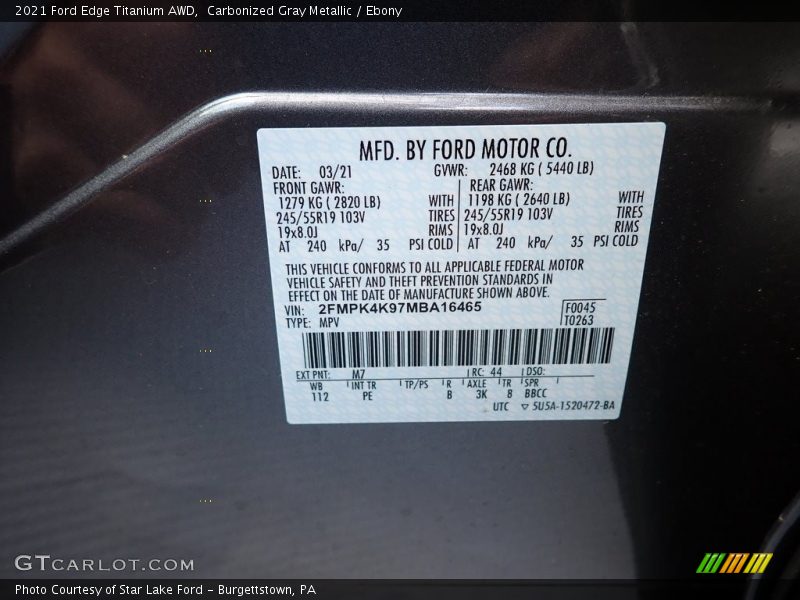 2021 Ford Edge Titanium AWD,  Carbonized Gray Metallic / Ebony
MFD. BY FORD MOTOR CO.
DATE: 03/21 GVWR: 2468 KG ( 5440 LB)
FRONT GAWR: REAR GAWR:
1279 KG ( 2820 LB) WITH 1198 KG ( 2640 LB) WITH
245/55R19 103V TIRES 245/55R19 103V TIRES
19x8.0J RIMS 19x8.0J RIMS
AT 240 kPa/ 35 PSI COLD AT 240 kPa/ 35 PSI COLD
THIS VEHICLE CONFORMS TO ALL APPLICABLE FEDERAL MOTOR
VEHICLE SAFETY AND THEFT PREVENTION STANDARDS IN
EFFECT ON THE DATE OF MANUFACTURE SHOWN ABOVE.
VIN: 2FMPK4K97MBA16465 F0045
TYPE: MPV T0263
EXT PNT: M7 RC: 44 DSO:
WB INT TR TP/PS R AXLE TR SPR
112 PE B 3K 8 BBCC
UTC ▽ 5U5A-1520472-BA
GTCARLOT.COM
Photo Courtesy of Star Lake Ford – Burgettstown, PA